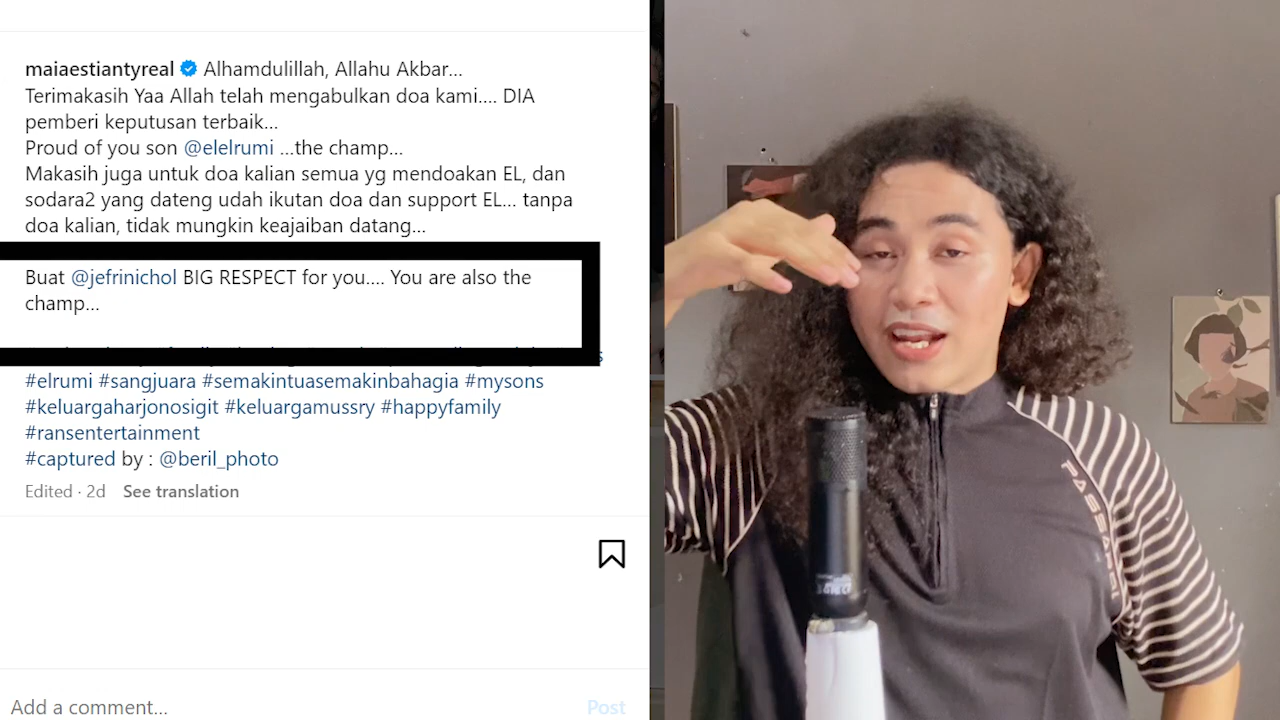 maiaestiantyreal Alhamdulillah, Allahu Akbar...
Terimakasih Yaa Allah telah mengabulkan doa kami.... DIA
pemberi keputusan terbaik...
Proud of you son @elelrumi ...the champ...
Makasih juga untuk doa kalian semua yg mendoakan EL, dan
sodara2 yang dateng udah ikutan doa dan support EL... tanpa
doa kalian, tidak mungkin keajaiban datang...
Buat @jefrinichol BIG RESPECT for you.... You are also the
champ...
#elrumi #sangjuara #semakintuasemakinbahagia #mysons
#keluargaharjonosigit #keluargamussry #happyfamily
#ransentertainment
#captured by : @beril_photo
Edited · 2d See translation
Add a comment... Post